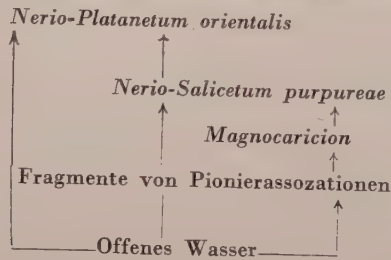 Nerio-Platanetum orientalis
Nerio-Salicetum purpureae
Magnocaricion
Fragmente von Pionierassozationen
Offenes Wasser